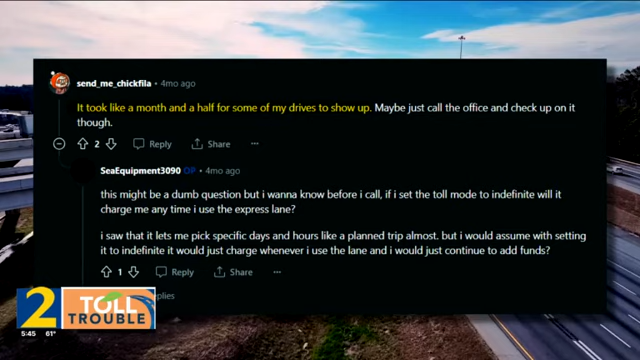 send_me_chickfila • 4mo ago
It took like a month and a half for some of my drives to show up. Maybe just call the office and check up on it
though.
2 Reply Share ...
SeaEquipment3090 OP • 4mo ago
this might be a dumb question but i wanna know before i call, if i set the toll mode to indefinite will it
charge me any time i use the express lane?
i saw that it lets me pick specific days and hours like a planned trip almost. but i would assume with setting
it to indefinite it would just charge whenever i use the lane and i would just continue to add funds?
1 Reply Share ...
plies
2
TOLL
TROUBLE
5:45 61°